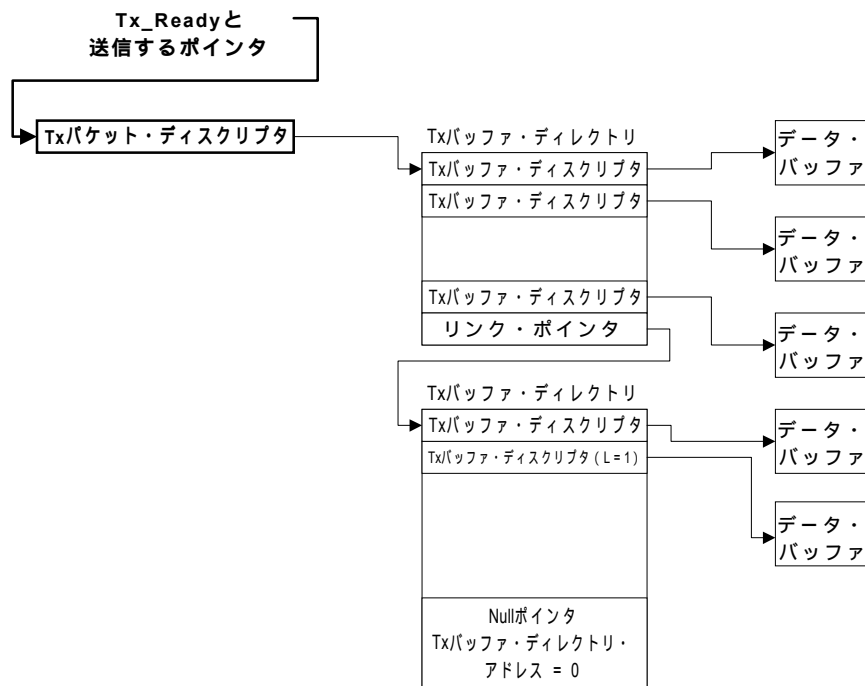 Tx_Readyと
送信するポインタ
Txパケット・ディスクリプタ
Txバッファ・ディレクトリ
Txバッファ・ディスクリプタ
Txバッファ・ディスクリプタ
Txバッファ・ディスクリプタ
リンク・ポインタ
データ・
バッファ
データ・
バッファ
データ・
バッファ
Txバッファ・ディレクトリ
Txバッファ・ディスクリプタ
Txバッファ・ディスクリプタ(L=1)
データ・
バッファ
データ・
バッファ
Nullポインタ
Txバッファ・ディレクトリ・
アドレス = 0